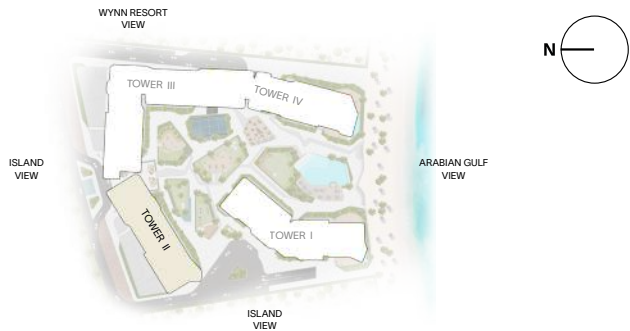 WYNN RESORT
VIEW
N
TOWER III
TOWER IV
ISLAND
VIEW
ARABIAN GULF
VIEW
TOWER II
TOWER I
ISLAND
VIEW